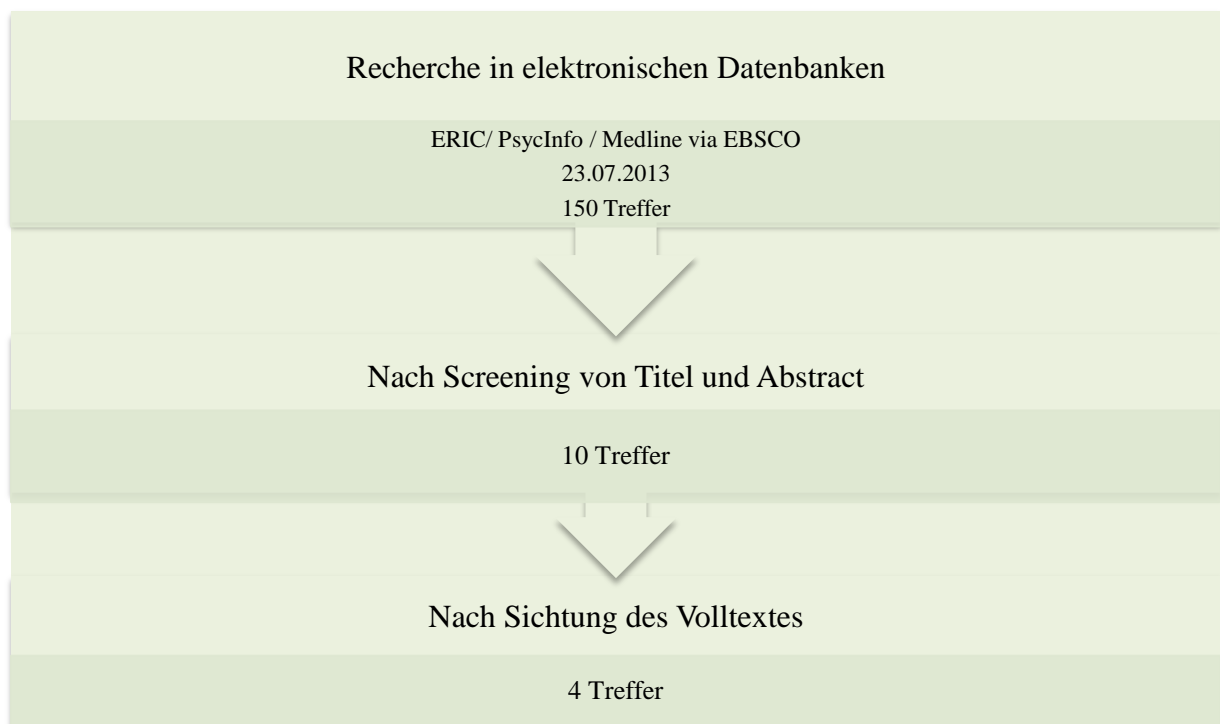 Recherche in elektronischen Datenbanken
ERIC/ PsycInfo / Medline via EBSCO
23.07.2013
150 Treffer
Nach Screening von Titel und Abstract
10 Treffer
Nach Sichtung des Volltextes
4 Treffer